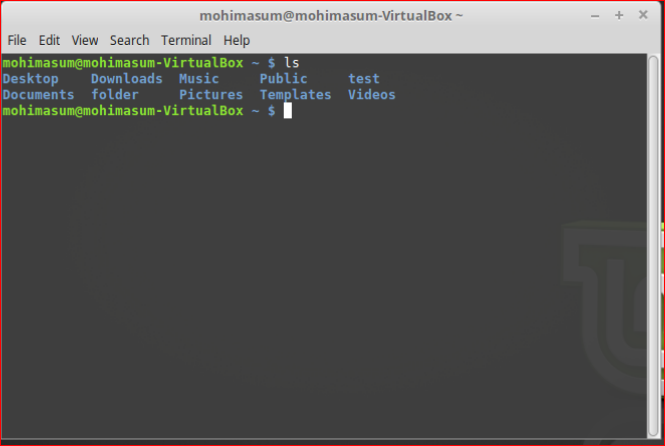 mohimasum@mohimasum-VirtualBox ~
File Edit View Search Terminal Help
mohimasum@mohimasum-VirtualBox ~ $ ls
Desktop Downloads Music Public test
Documents folder Pictures Templates Videos
mohimasum@mohimasum-VirtualBox ~ $